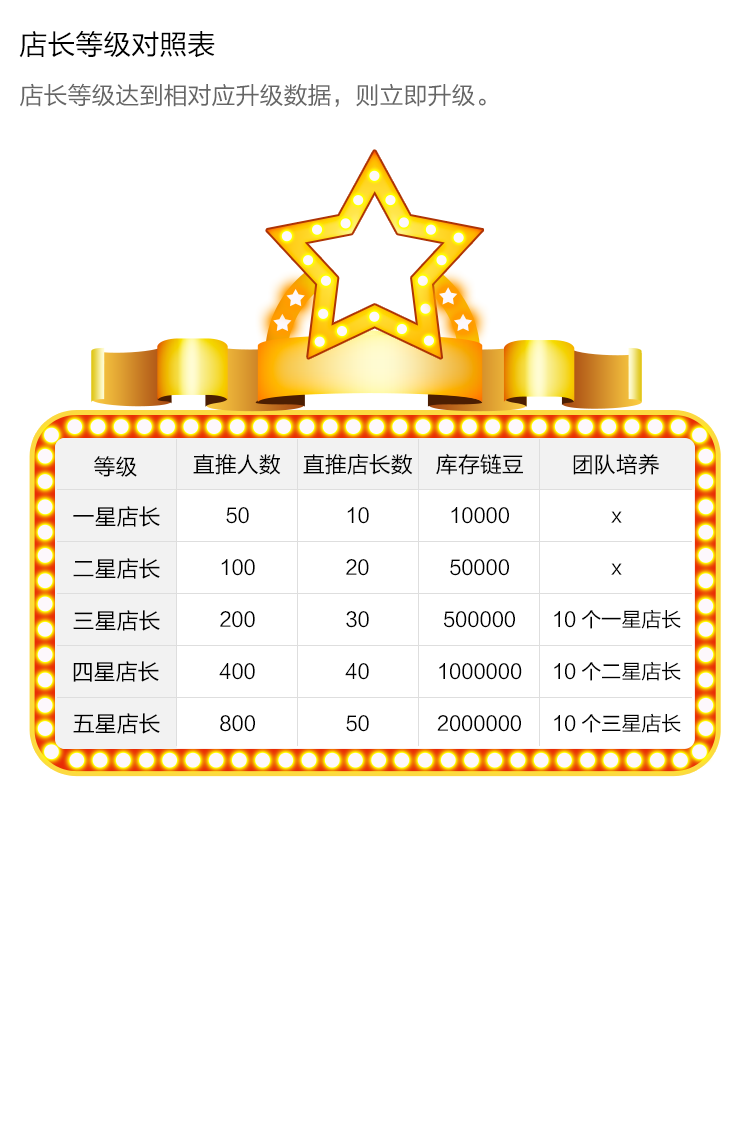 店长等级对照表
店长等级达到相对应升级数据，则立即升级。
等级 直推人数 直推店长数 库存链豆 团队培养
一星店长 50 10 10000 x
二星店长 100 20 50000 x
三星店长 200 30 500000 10 个一星店长
四星店长 400 40 1000000 10 个二星店长
五星店长 800 50 2000000 10 个三星店长